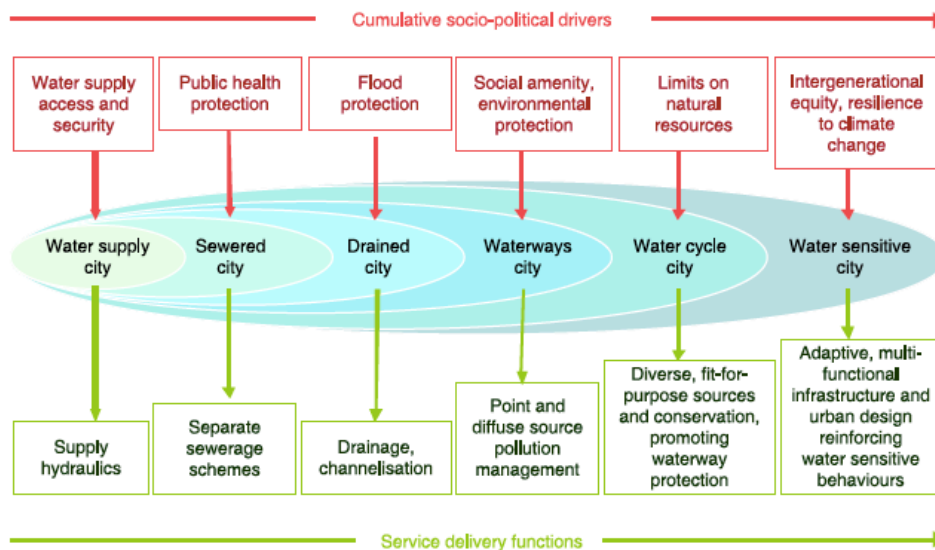 Cumulative socio-political drivers
Water supply
access and
security
Public health
protection
Flood
protection
Social amenity,
environmental
protection
Limits on
natural
resources
Intergenerational
equity, resilience
to climate
change
Water supply
city
Sewered
city
Drained
city
Waterways
city
Water cycle
city
Water sensitive
city
Supply
hydraulics
Separate
sewerage
schemes
Drainage,
channelisation
Point and
diffuse source
pollution
management
Diverse, fit-for-
purpose sources
and conservation,
promoting
waterway
protection
Adaptive, multi-
functional
infrastructure and
urban design
reinforcing
water sensitive
behaviours
Service delivery functions